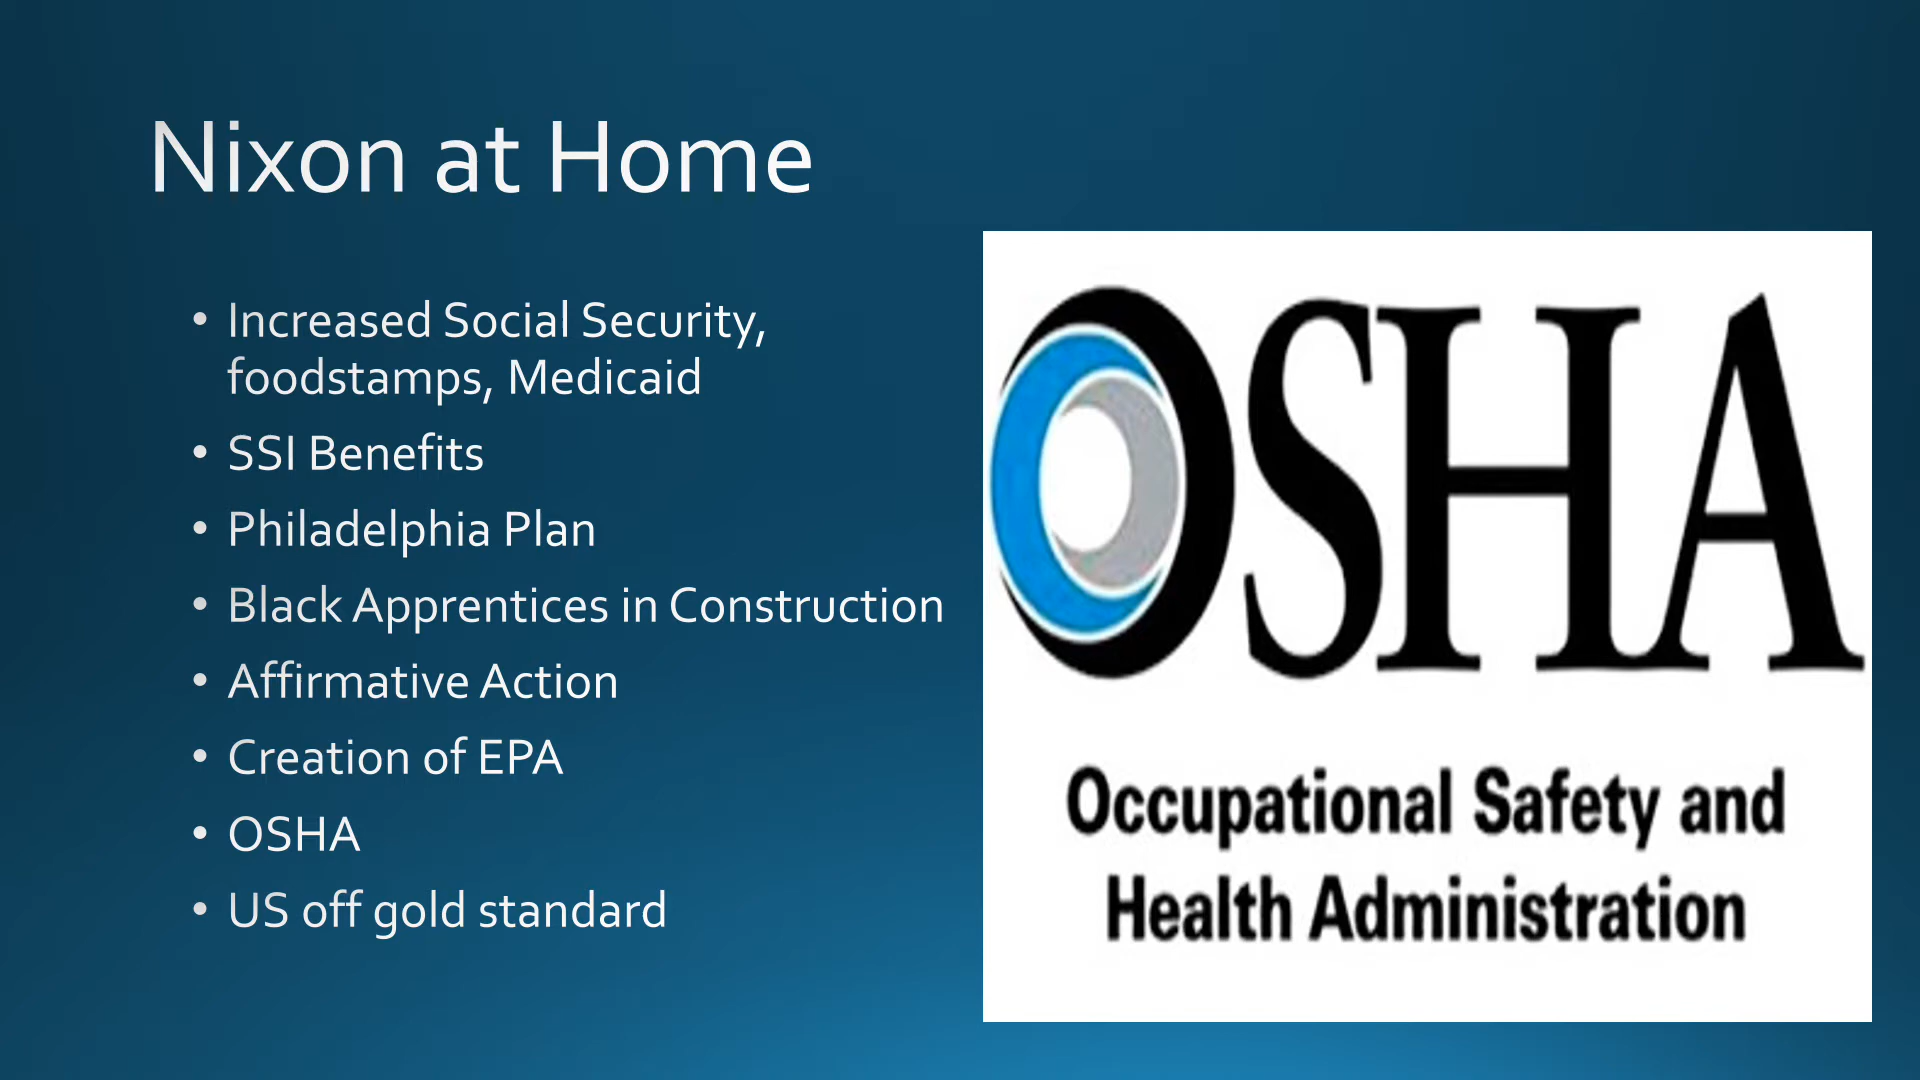 Nixon at Home
• Increased Social Security,
foodstamps, Medicaid
• SSI Benefits
• Philadelphia Plan
• Black Apprentices in Construction
• Affirmative Action
• Creation of EPA
• OSHA
• US off gold standard
OSHA
Occupational Safety and
Health Administration